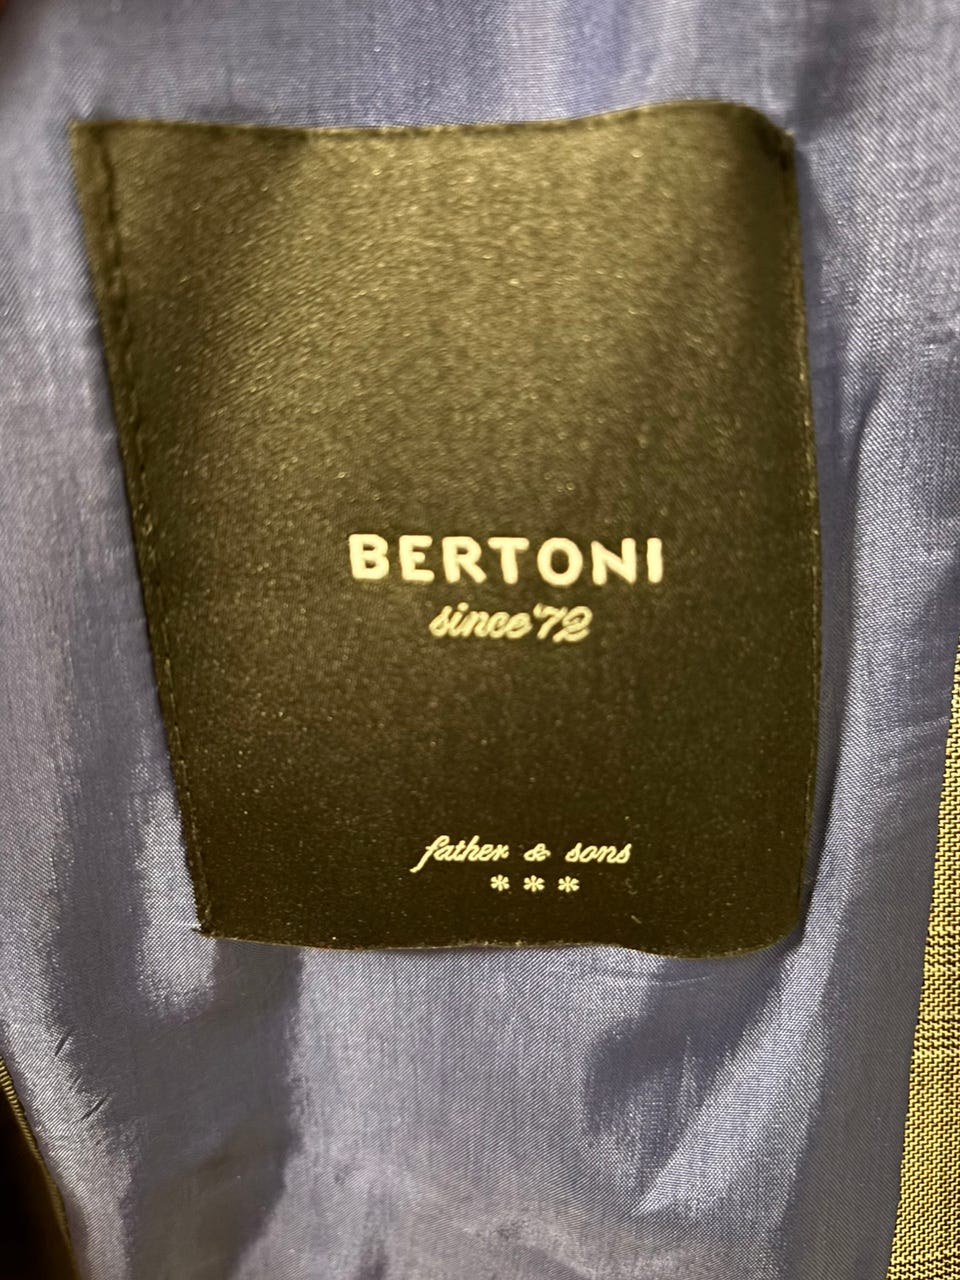 BERTONI
since '72
father & sons
* * *